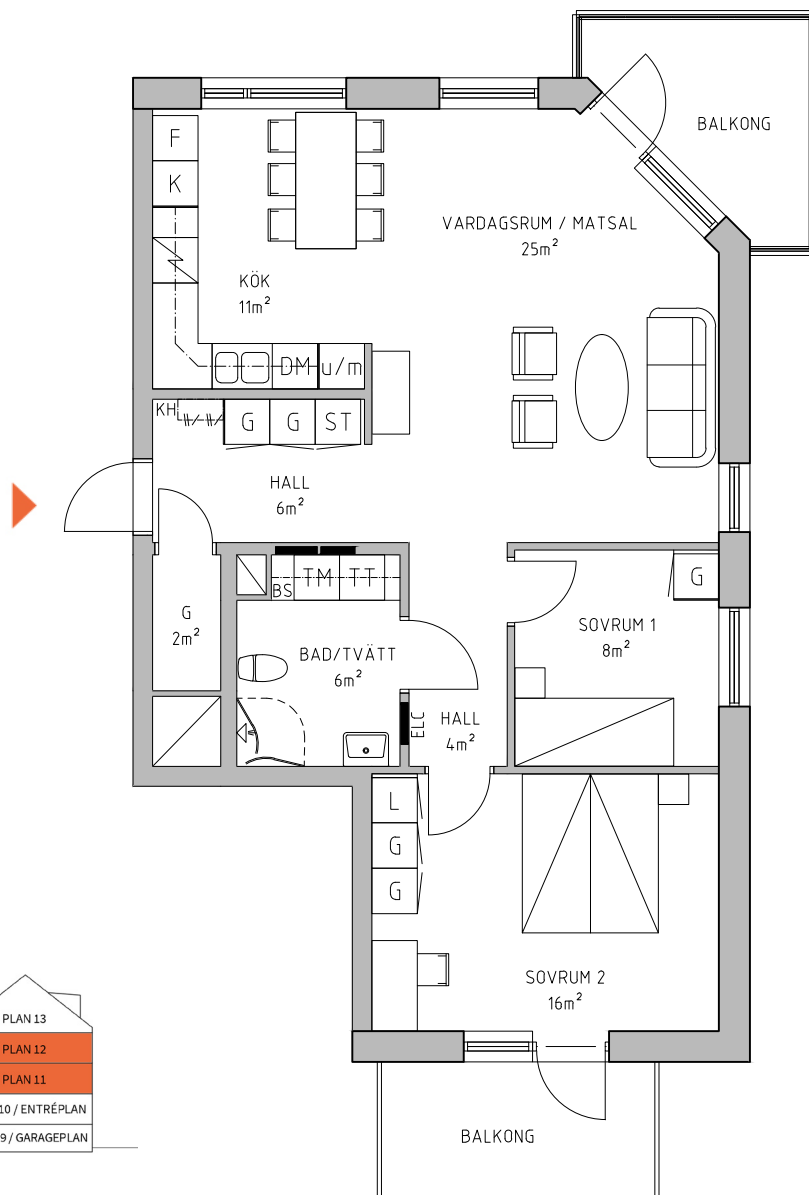 BALKONG
F
K
VARDAGSRUM / MATSAL
25m²
KÖK
11m²
DM
u/m
KH
G
G
ST
HALL
6m²
BS
TM
TT
G
G
2m²
SOVRUM 1
8m²
BAD/TVÄTT
6m²
ELC
HALL
4m²
L
G
G
SOVRUM 2
16m²
PLAN 13
PLAN 12
PLAN 11
10 / ENTRÉPLAN
9 / GARAGEPLAN
BALKONG